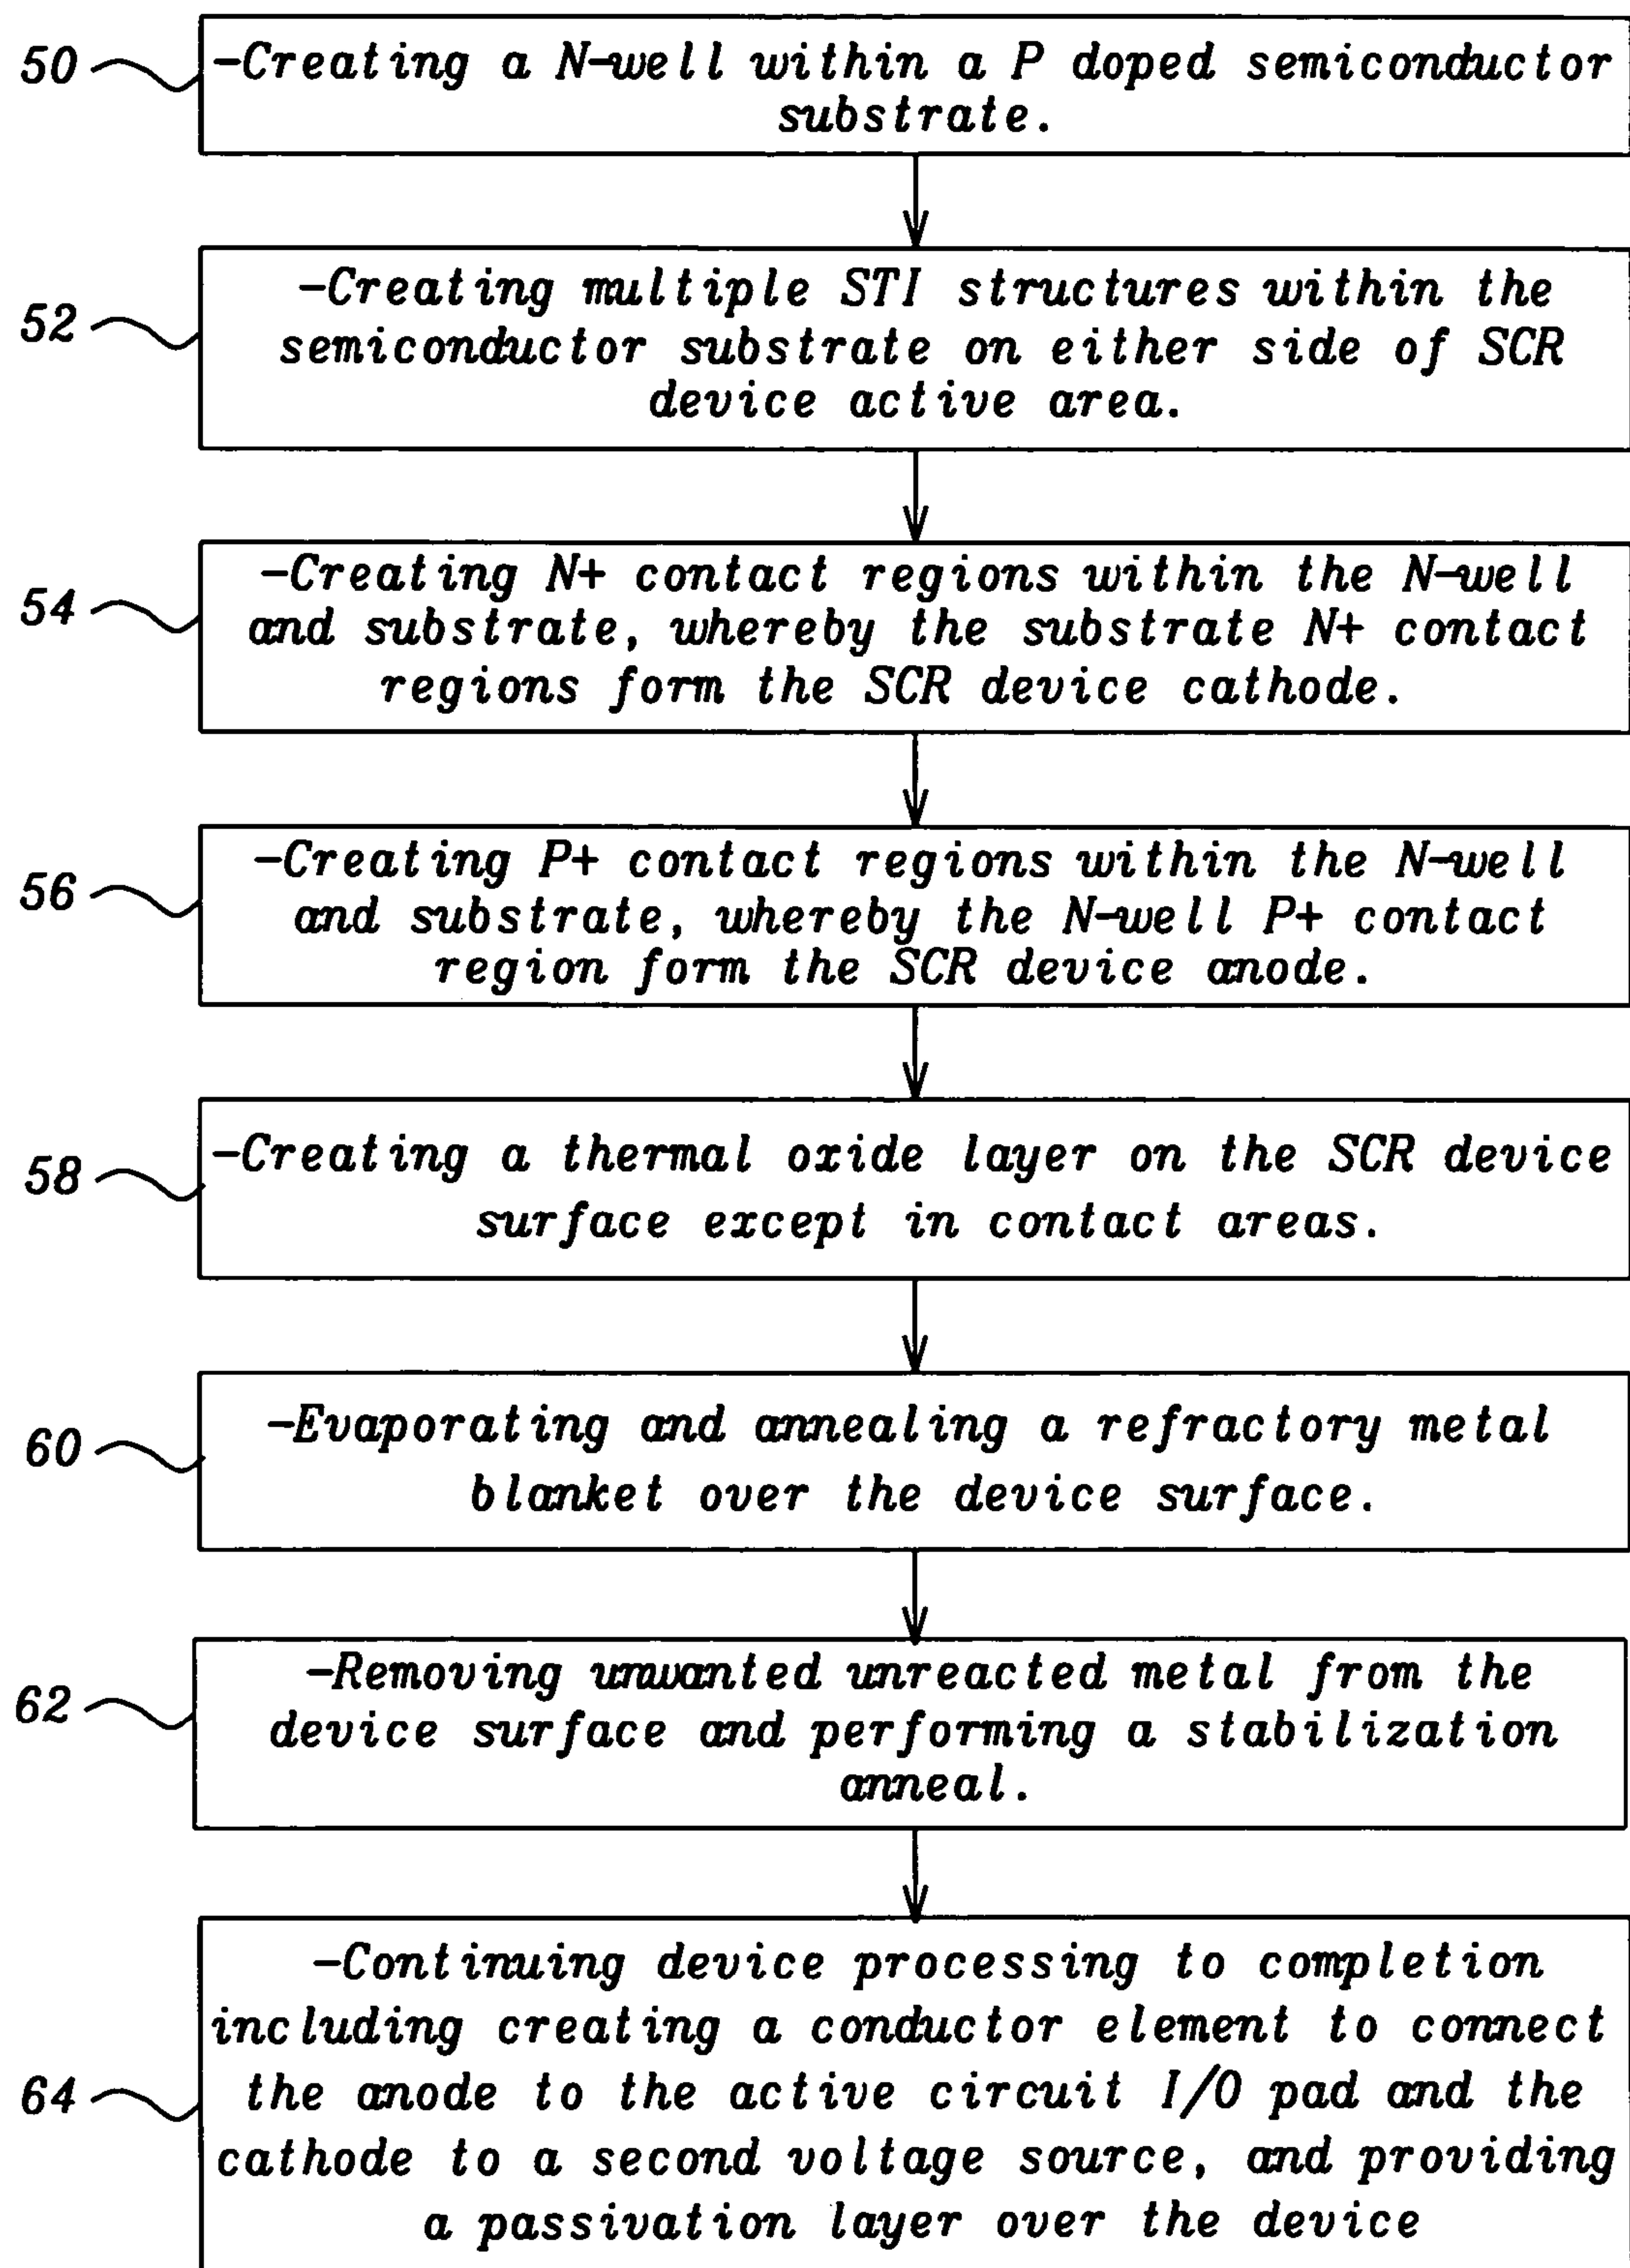 50
-Creating a N-well within a P doped semiconductor
substrate.
52
-Creating multiple STI structures within the
semiconductor substrate on either side of SCR
device active area.
54
-Creating N+ contact regions within the N-well
and substrate, whereby the substrate N+ contact
regions form the SCR device cathode.
56
-Creating P+ contact regions within the N-well
and substrate, whereby the N-well P+ contact
region form the SCR device anode.
58
-Creating a thermal oxide layer on the SCR device
surface except in contact areas.
60
-Evaporating and annealing a refractory metal
blanket over the device surface.
62
-Removing unwanted unreacted metal from the
device surface and performing a stabilization
anneal.
64
-Continuing device processing to completion
including creating a conductor element to connect
the anode to the active circuit I/O pad and the
cathode to a second voltage source, and providing
a passivation layer over the device